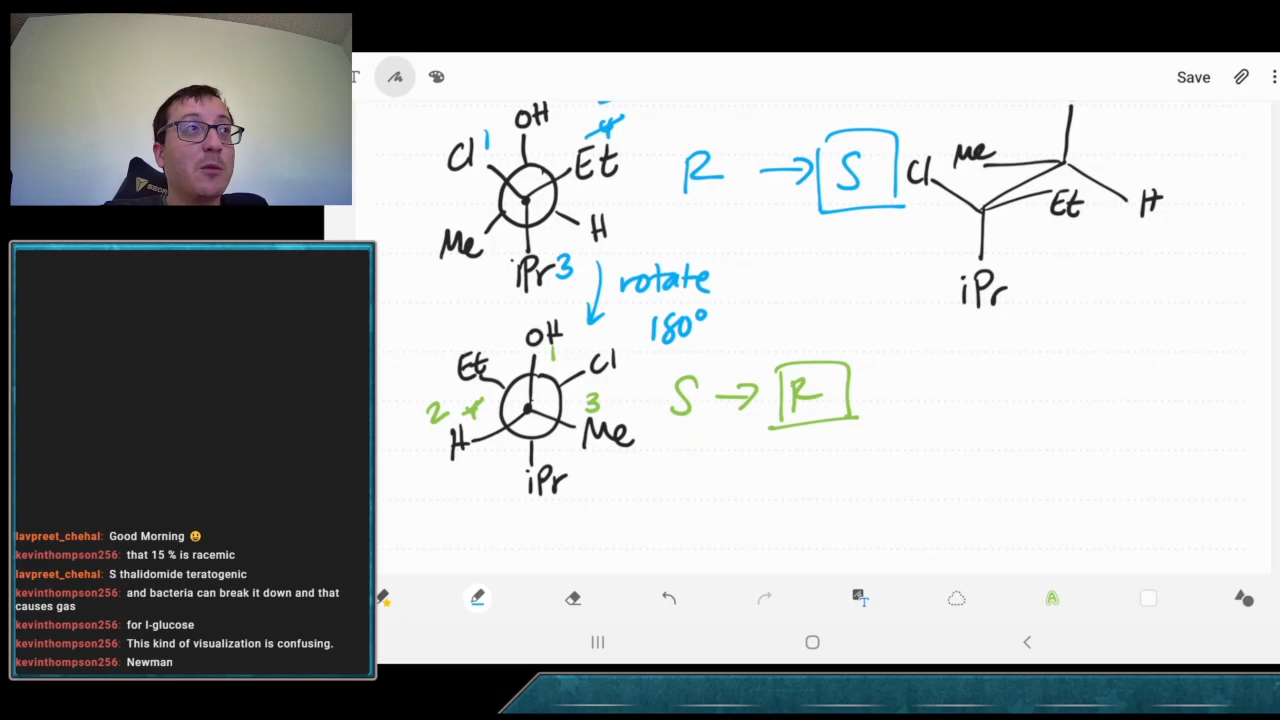 T
Save
OH
Cl 1
Et
H
Me
iPr 3
R → S
Cl
Me
Et
H
iPr
rotate
180°
OH
1
Et
Cl
2
3
H
Me
iPr
S → R
lavpreet_chehal: Good Morning 😀
kevinthompson256: that 15 % is racemic
lavpreet_chehal: S thalidomide teratogenic
kevinthompson256: and bacteria can break it down and that
causes gas
kevinthompson256: for l-glucose
kevinthompson256: This kind of visualization is confusing.
kevinthompson256: Newman